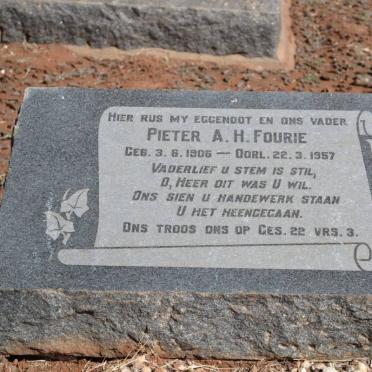 HIER RUS MY EGGENOOT EN ONS VADER
PIETER A. H. FOURIE
GEB. 3. 6. 1906 — OORL. 22. 3. 1957
VADERLIEF U STEM IS STIL,
O, HEER DIT WAS U WIL.
ONS SIEN U HANDEWERK STAAN
U HET HEENGEGAAN.
ONS TROOS ONS OP GES. 22 VRS. 3.